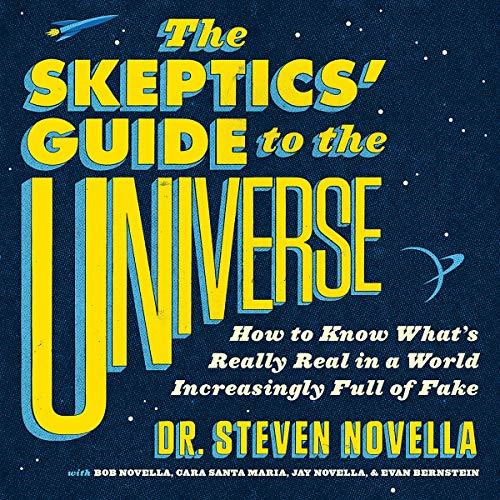 The
SKEPTICS'
GUIDE to the
UNIVERSE
How to Know What's
Really Real in a World
Increasingly Full of Fake
DR. STEVEN NOVELLA
with BOB NOVELLA, CARA SANTA MARIA, JAY NOVELLA, & EVAN BERNSTEIN